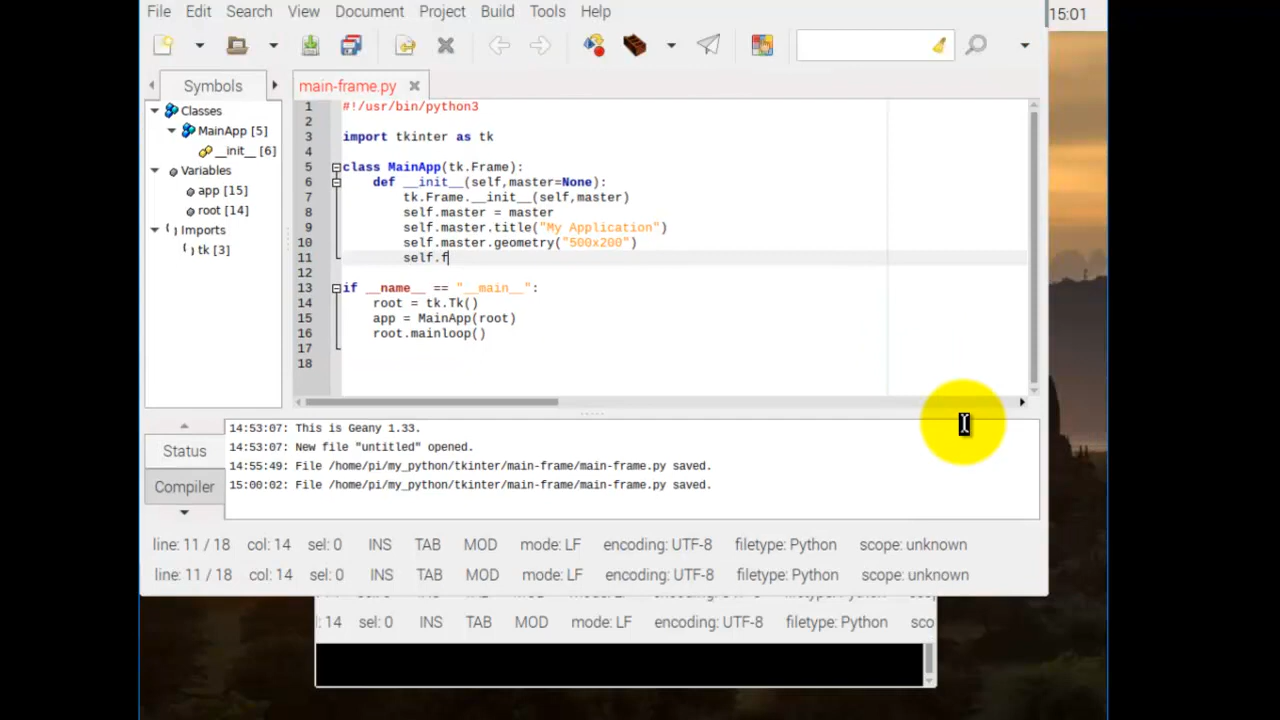 File Edit Search View Document Project Build Tools Help
15:01
Symbols
main-frame.py
Classes
MainApp [5]
__init__ [6]
Variables
app [15]
root [14]
Imports
tk [3]
1 #!/usr/bin/python3
2
3 import tkinter as tk
4
5 class MainApp(tk.Frame):
6 def __init__(self,master=None):
7 tk.Frame.__init__(self,master)
8 self.master = master
9 self.master.title("My Application")
10 self.master.geometry("500x200")
11 self.f
12
13 if __name__ == "__main__":
14 root = tk.Tk()
15 app = MainApp(root)
16 root.mainloop()
17
18
Status
Compiler
14:53:07: This is Geany 1.33.
14:53:07: New file "untitled" opened.
14:55:49: File /home/pi/my_python/tkinter/main-frame/main-frame.py saved.
15:00:02: File /home/pi/my_python/tkinter/main-frame/main-frame.py saved.
line: 11 / 18 col: 14 sel: 0 INS TAB MOD mode: LF encoding: UTF-8 filetype: Python scope: unknown
line: 11 / 18 col: 14 sel: 0 INS TAB MOD mode: LF encoding: UTF-8 filetype: Python scope: unknown
: 14 sel: 0 INS TAB MOD mode: LF encoding: UTF-8 filetype: Python sco